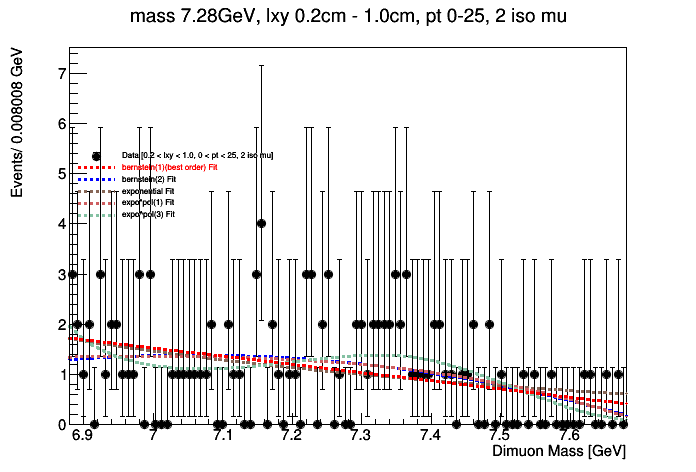 mass 7.28GeV, lxy 0.2cm - 1.0cm, pt 0-25, 2 iso mu
Events/ 0.008008 GeV
7
6
5
4
3
2
1
0
Data [0.2 < lxy < 1.0, 0 < pt < 25, 2 iso mu]
bernstein(1)(best order) Fit
bernstein(2) Fit
exponential Fit
expo*pol(1) Fit
expo*pol(3) Fit
6.9 7 7.1 7.2 7.3 7.4 7.5 7.6
Dimuon Mass [GeV]